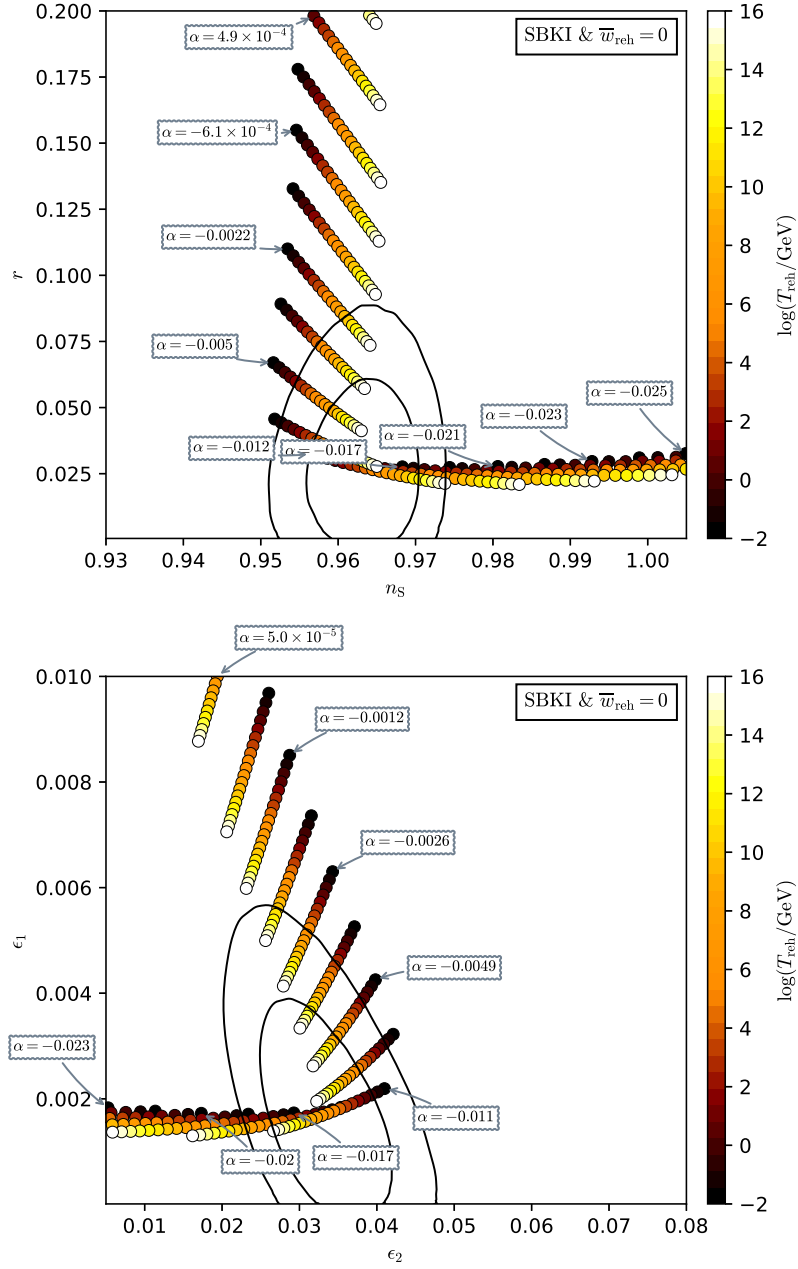 0.200
0.175
0.150
0.125
0.100
0.075
0.050
0.025
r
SBKI & w̅_reh = 0
α = 4.9 × 10⁻⁴
α = −6.1 × 10⁻⁴
α = −0.0022
α = −0.005
α = −0.012
α = −0.017
α = −0.021
α = −0.023
α = −0.025
0.93 0.94 0.95 0.96 0.97 0.98 0.99 1.00
n_S
16
14
12
10
8
6
4
2
0
−2
log(T_reh/GeV)
0.010
0.008
0.006
0.004
0.002
ϵ₁
SBKI & w̅_reh = 0
α = 5.0 × 10⁻⁵
α = −0.0012
α = −0.0026
α = −0.0049
α = −0.023
α = −0.011
α = −0.02
α = −0.017
0.01 0.02 0.03 0.04 0.05 0.06 0.07 0.08
ϵ₂
16
14
12
10
8
6
4
2
0
−2
log(T_reh/GeV)